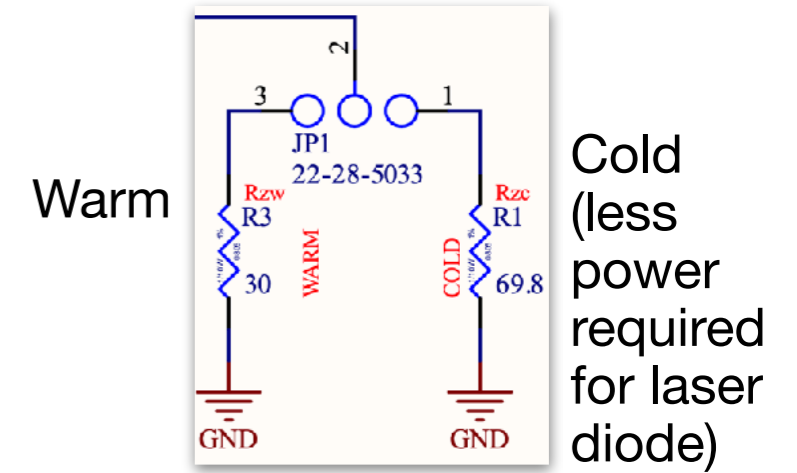 Warm
2
3
1
JP1
22-28-5033
Rzw
R3
30
WARM
Rzc
R1
69.8
COLD
GND
GND
Cold
(less
power
required
for laser
diode)